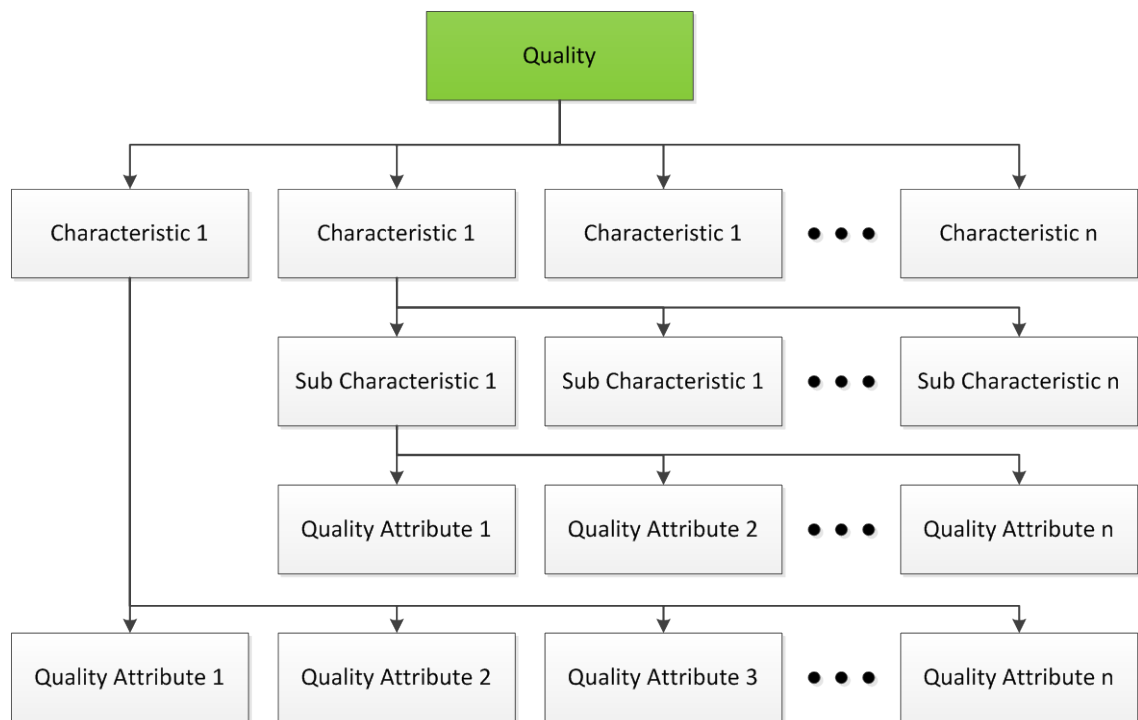 Quality
Characteristic 1
Characteristic 1
Characteristic 1
Characteristic n
Sub Characteristic 1
Sub Characteristic 1
Sub Characteristic n
Quality Attribute 1
Quality Attribute 2
Quality Attribute n
Quality Attribute 1
Quality Attribute 2
Quality Attribute 3
Quality Attribute n